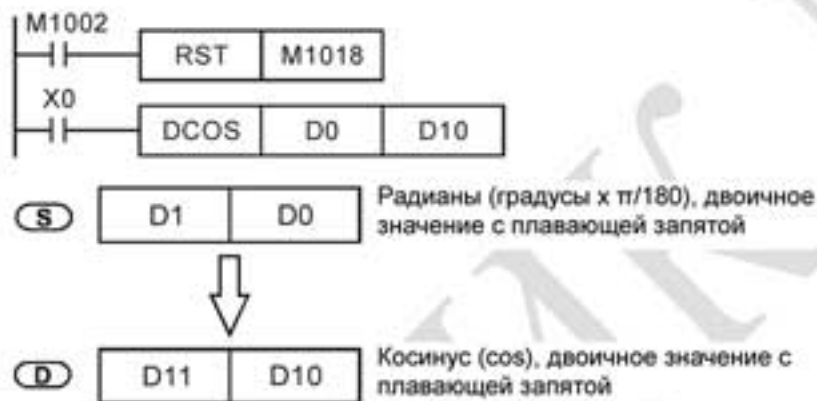 M1002
RST M1018
X0
DCOS D0 D10
S D1 D0 Радианы (градусы x π/180), двоичное
значение с плавающей запятой
D D11 D10 Косинус (cos), двоичное значение с
плавающей запятой